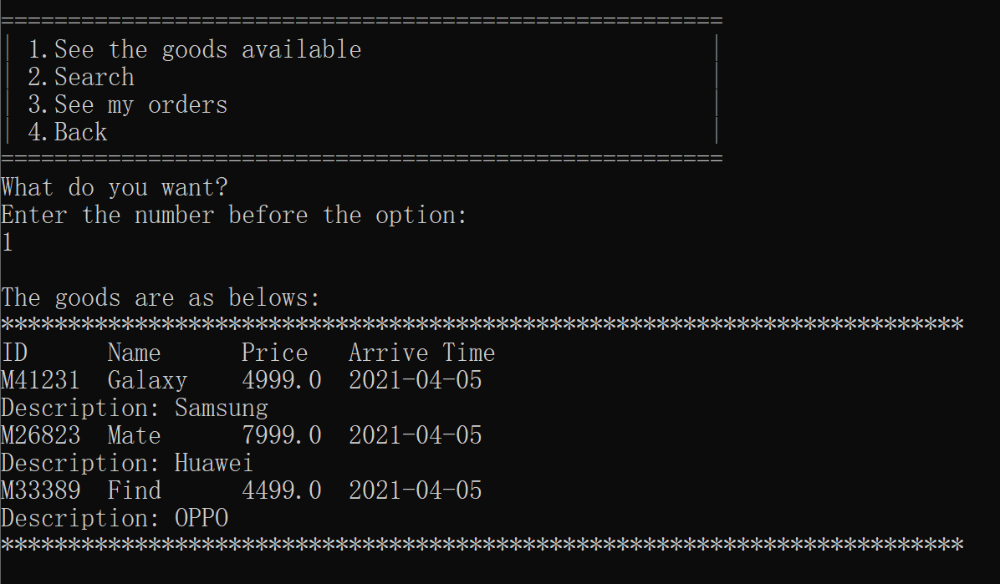 ======================================================
| 1.See the goods available |
| 2.Search |
| 3.See my orders |
| 4.Back |
======================================================
What do you want?
Enter the number before the option:
1
The goods are as belows:
************************************************************************
ID Name Price Arrive Time
M41231 Galaxy 4999.0 2021-04-05
Description: Samsung
M26823 Mate 7999.0 2021-04-05
Description: Huawei
M33389 Find 4499.0 2021-04-05
Description: OPPO
************************************************************************